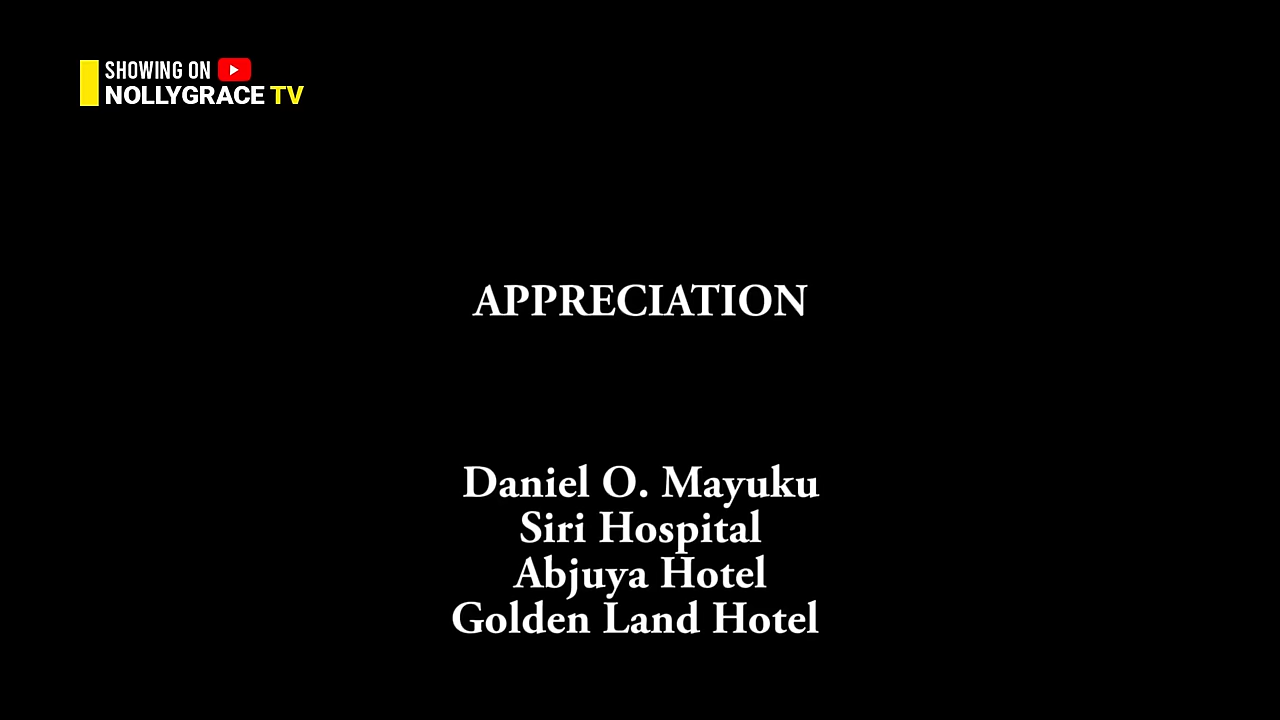 SHOWING ON
NOLLYGRACE TV
APPRECIATION
Daniel O. Mayuku
Siri Hospital
Abjuya Hotel
Golden Land Hotel